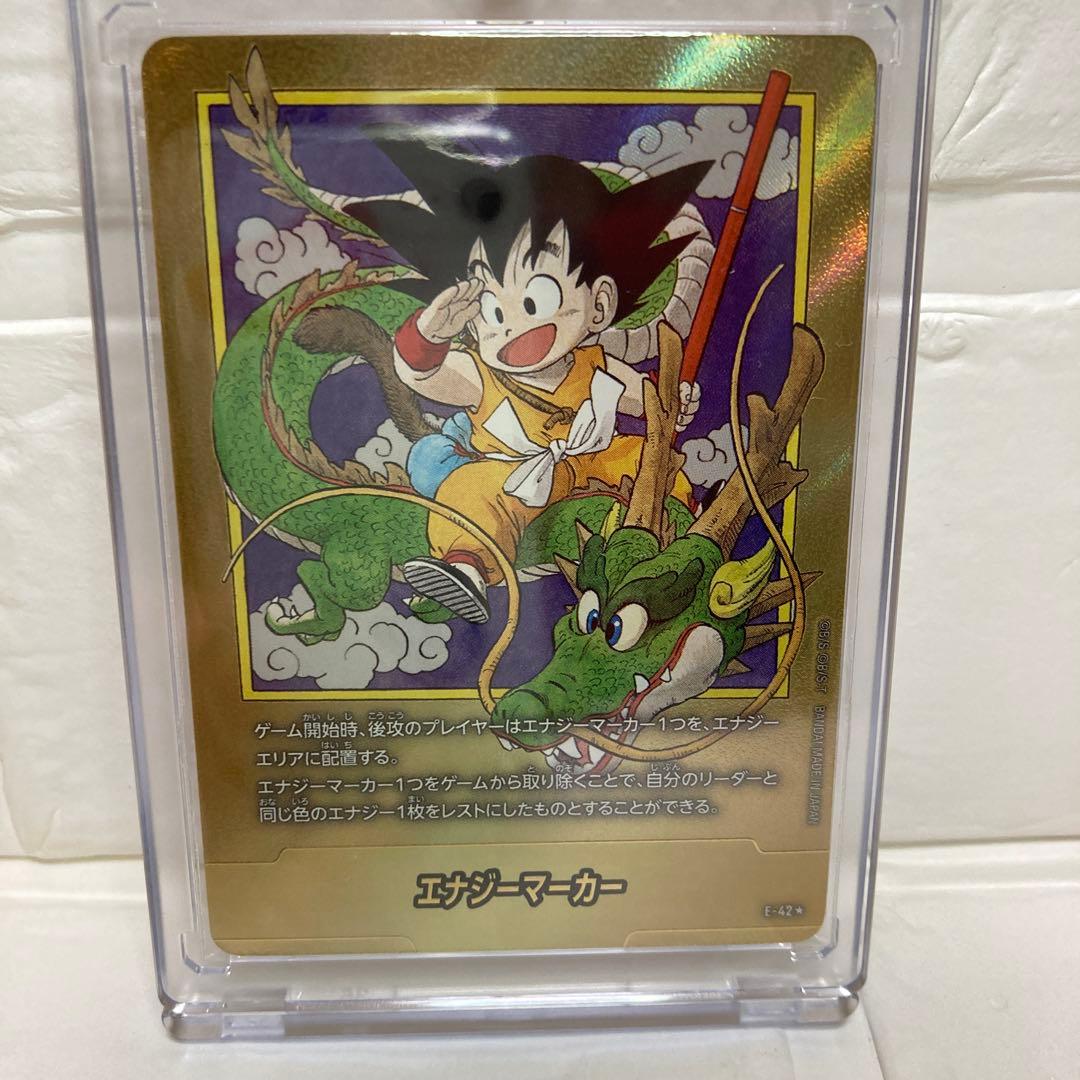 ゲーム開始時、後攻のプレイヤーはエナジーマーカー1つを、エナジー
エリアに配置する。
エナジーマーカー1つをゲームから取り除くことで、自分のリーダーと
同じ色のエナジー1枚をレストにしたものとすることができる。
エナジーマーカー
E-42★
©B/S ©B/S,T BANDAI MADE IN JAPAN